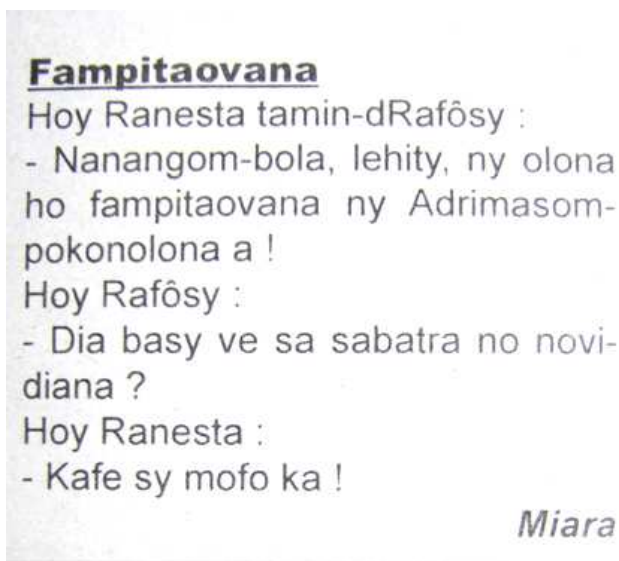 Fampitaovana
Hoy Ranesta tamin-dRafôsy :
- Nanangom-bola, lehity, ny olona
ho fampitaovana ny Adrimasom-
pokonolona a !
Hoy Rafôsy :
- Dia basy ve sa sabatra no novi-
diana ?
Hoy Ranesta :
- Kafe sy mofo ka !
Miara